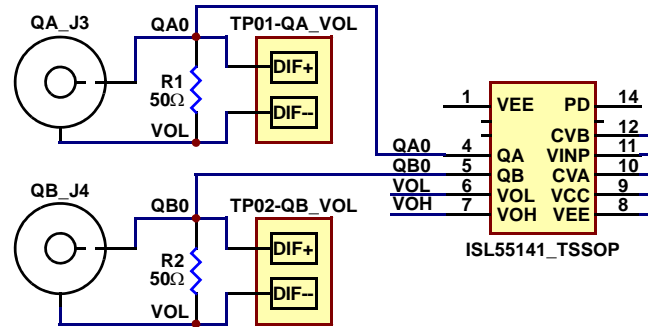 QA_J3
QA0
TP01-QA_VOL
R1
50Ω
DIF+
DIF--
VOL
QB_J4
QB0
TP02-QB_VOL
R2
50Ω
DIF+
DIF--
VOL
1 VEE PD 14
CVB 12
QA0 4 QA VINP 11
QB0 5 QB CVA 10
VOL 6 VOL VCC 9
VOH 7 VOH VEE 8
ISL55141_TSSOP